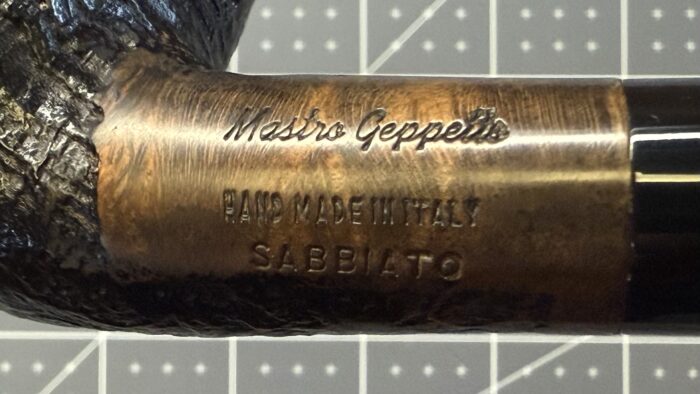 Mastro Geppetto
HAND MADE IN ITALY
SABBIATO